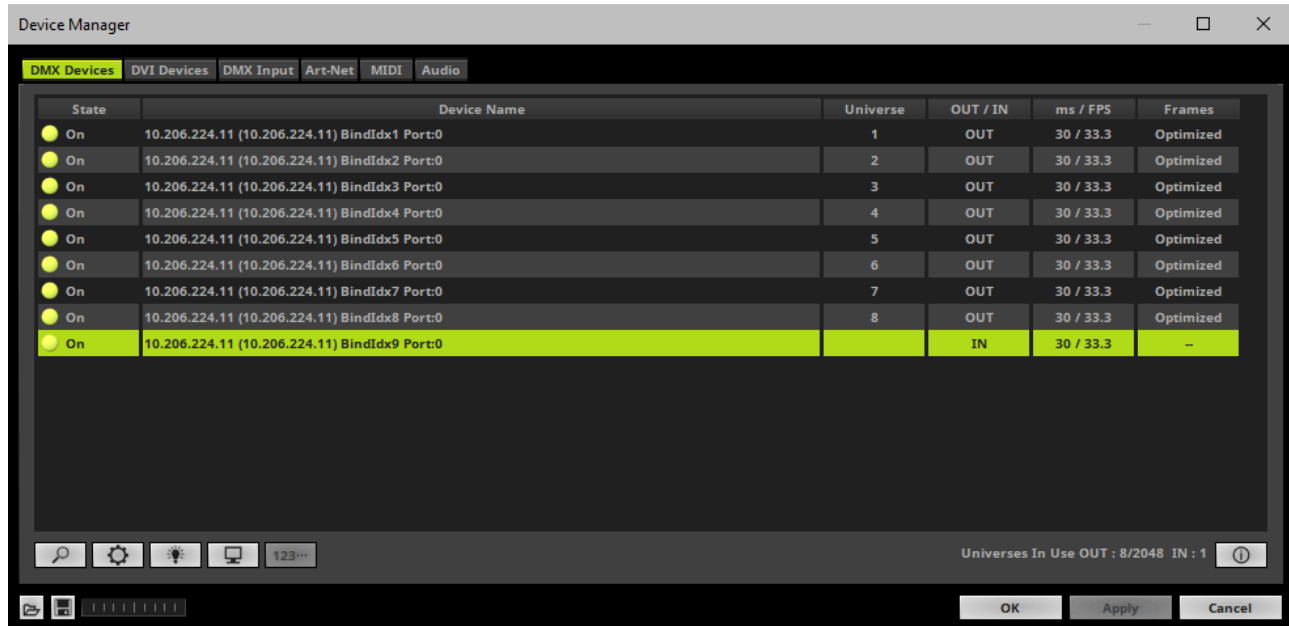 Device Manager
DMX Devices DVI Devices DMX Input Art-Net MIDI Audio
State Device Name Universe OUT / IN ms / FPS Frames
On 10.206.224.11 (10.206.224.11) BindIdx1 Port:0 1 OUT 30 / 33.3 Optimized
On 10.206.224.11 (10.206.224.11) BindIdx2 Port:0 2 OUT 30 / 33.3 Optimized
On 10.206.224.11 (10.206.224.11) BindIdx3 Port:0 3 OUT 30 / 33.3 Optimized
On 10.206.224.11 (10.206.224.11) BindIdx4 Port:0 4 OUT 30 / 33.3 Optimized
On 10.206.224.11 (10.206.224.11) BindIdx5 Port:0 5 OUT 30 / 33.3 Optimized
On 10.206.224.11 (10.206.224.11) BindIdx6 Port:0 6 OUT 30 / 33.3 Optimized
On 10.206.224.11 (10.206.224.11) BindIdx7 Port:0 7 OUT 30 / 33.3 Optimized
On 10.206.224.11 (10.206.224.11) BindIdx8 Port:0 8 OUT 30 / 33.3 Optimized
On 10.206.224.11 (10.206.224.11) BindIdx9 Port:0 IN 30 / 33.3 --
123... Universes In Use OUT : 8/2048 IN : 1
OK Apply Cancel